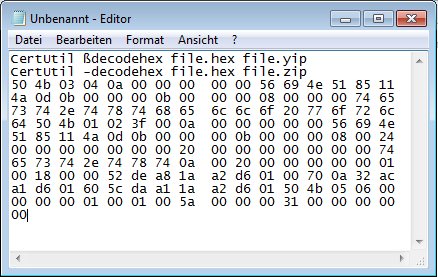 Unbenannt - Editor
Datei Bearbeiten Format Ansicht ?
CertUtil ßdecodehex file.hex file.yip
CertUtil -decodehex file.hex file.zip
50 4b 03 04 0a 00 00 00 00 00 56 69 4e 51 85 11
4a 0d 0b 00 00 00 0b 00 00 00 08 00 00 00 74 65
73 74 2e 74 78 74 68 65 6c 6c 6f 20 77 6f 72 6c
64 50 4b 01 02 3f 00 0a 00 00 00 00 00 56 69 4e
51 85 11 4a 0d 0b 00 00 00 0b 00 00 00 08 00 24
00 00 00 00 00 00 00 20 00 00 00 00 00 00 00 74
65 73 74 2e 74 78 74 0a 00 20 00 00 00 00 00 01
00 18 00 00 52 de a8 1a a2 d6 01 00 70 0a 32 ac
a1 d6 01 60 5c da a1 1a a2 d6 01 50 4b 05 06 00
00 00 00 01 00 01 00 5a 00 00 00 31 00 00 00 00
00